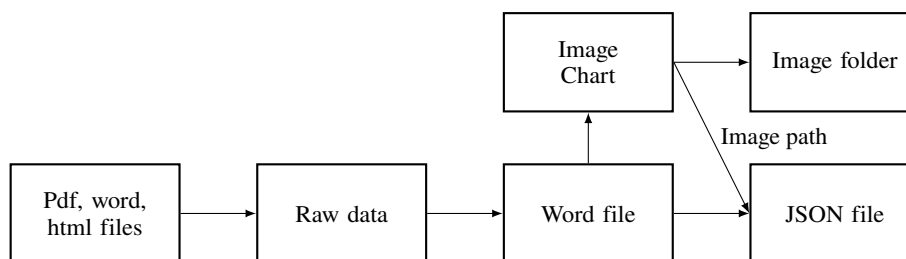 Image
Chart
Image folder
Image path
Pdf, word,
html files
Raw data
Word file
JSON file